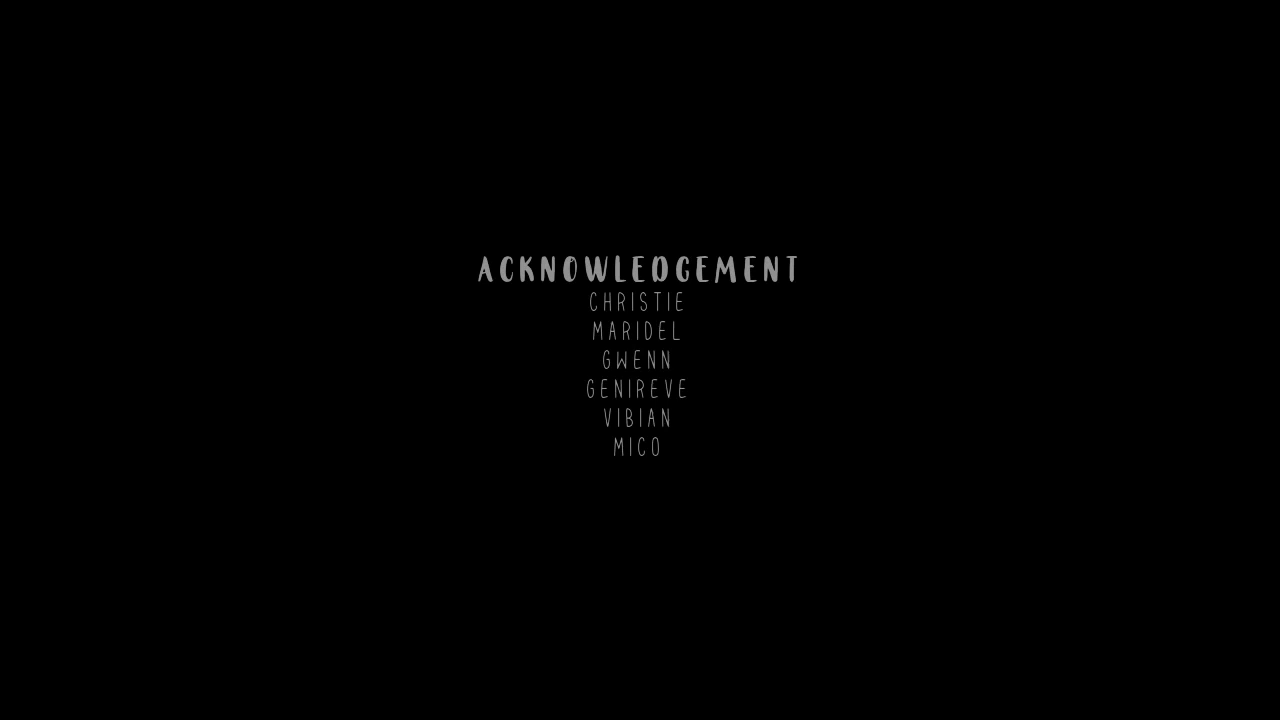 ACKNOWLEDGEMENT
CHRISTIE
MARIDEL
GWENN
GENIREVE
VIBIAN
MICO